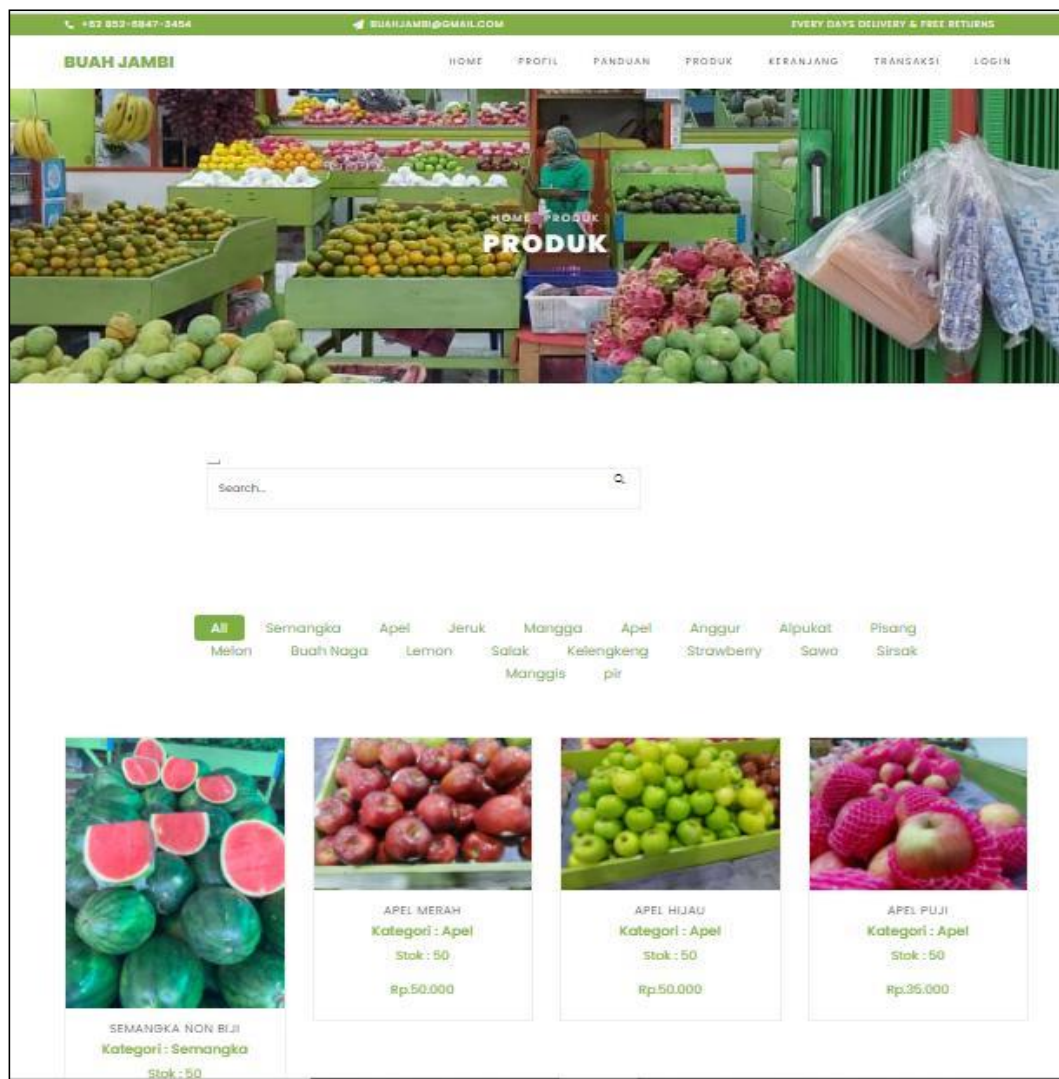 +62 852-6847-3454
BUAHJAMBI@GMAIL.COM
EVERY DAYS DELIVERY & FREE RETURNS
BUAH JAMBI
HOME PROFIL PANDUAN PRODUK KERANJANG TRANSAKSI LOGIN
HOME PRODUK
PRODUK
Search...
All Semangka Apel Jeruk Mangga Apel Anggur Alpukat Pisang
Melon Buah Naga Lemon Salak Kelengkeng Strawberry Sawo Sirsak
Manggis pir
SEMANGKA NON BIJI
Kategori : Semangka
Stok : 50
APEL MERAH
Kategori : Apel
Stok : 50
Rp.50.000
APEL HIJAU
Kategori : Apel
Stok : 50
Rp.50.000
APEL PUJI
Kategori : Apel
Stok : 50
Rp.35.000